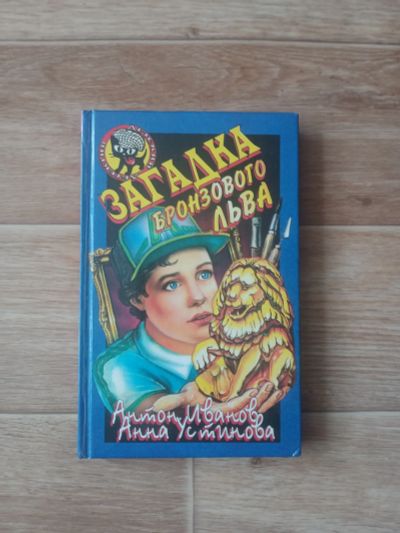 ЗАГАДКА
БРОНЗОВОГО
ЛЬВА
Антон Иванов
Анна Устинова